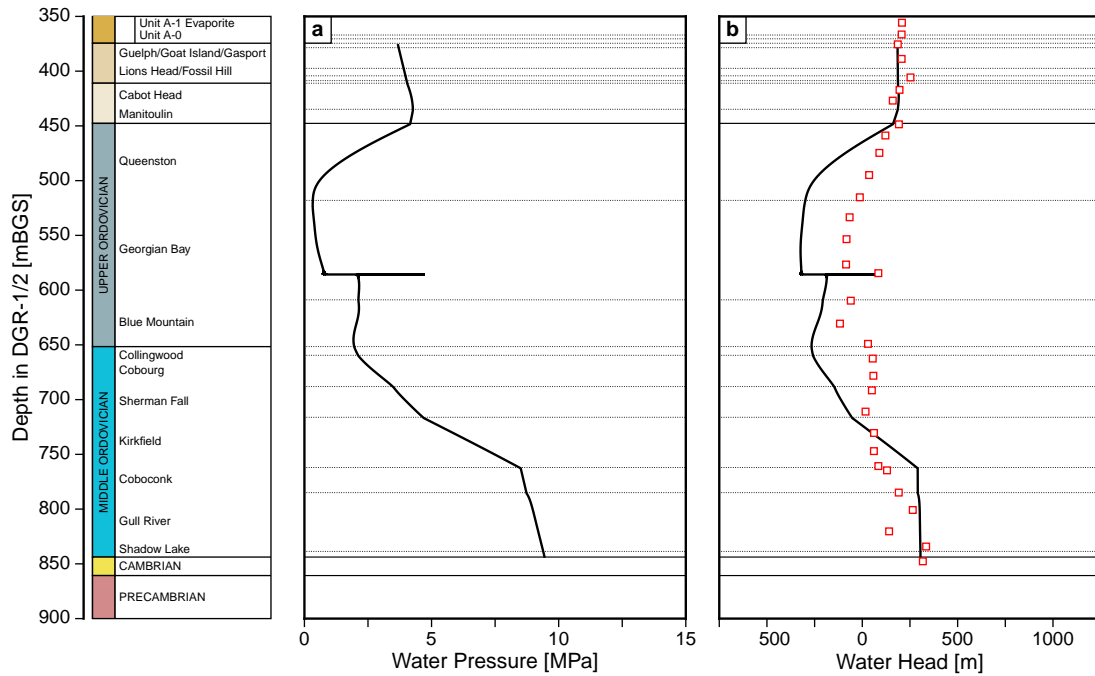 Depth in DGR-1/2 [mBGS]
350
400
450
500
550
600
650
700
750
800
850
900
UPPER ORDOVICIAN
MIDDLE ORDOVICIAN
Unit A-1 Evaporite
Unit A-0
Guelph/Goat Island/Gasport
Lions Head/Fossil Hill
Cabot Head
Manitoulin
Queenston
Georgian Bay
Blue Mountain
Collingwood
Cobourg
Sherman Fall
Kirkfield
Coboconk
Gull River
Shadow Lake
CAMBRIAN
PRECAMBRIAN
a
0 5 10 15
Water Pressure [MPa]
b
500 0 500 1000
Water Head [m]